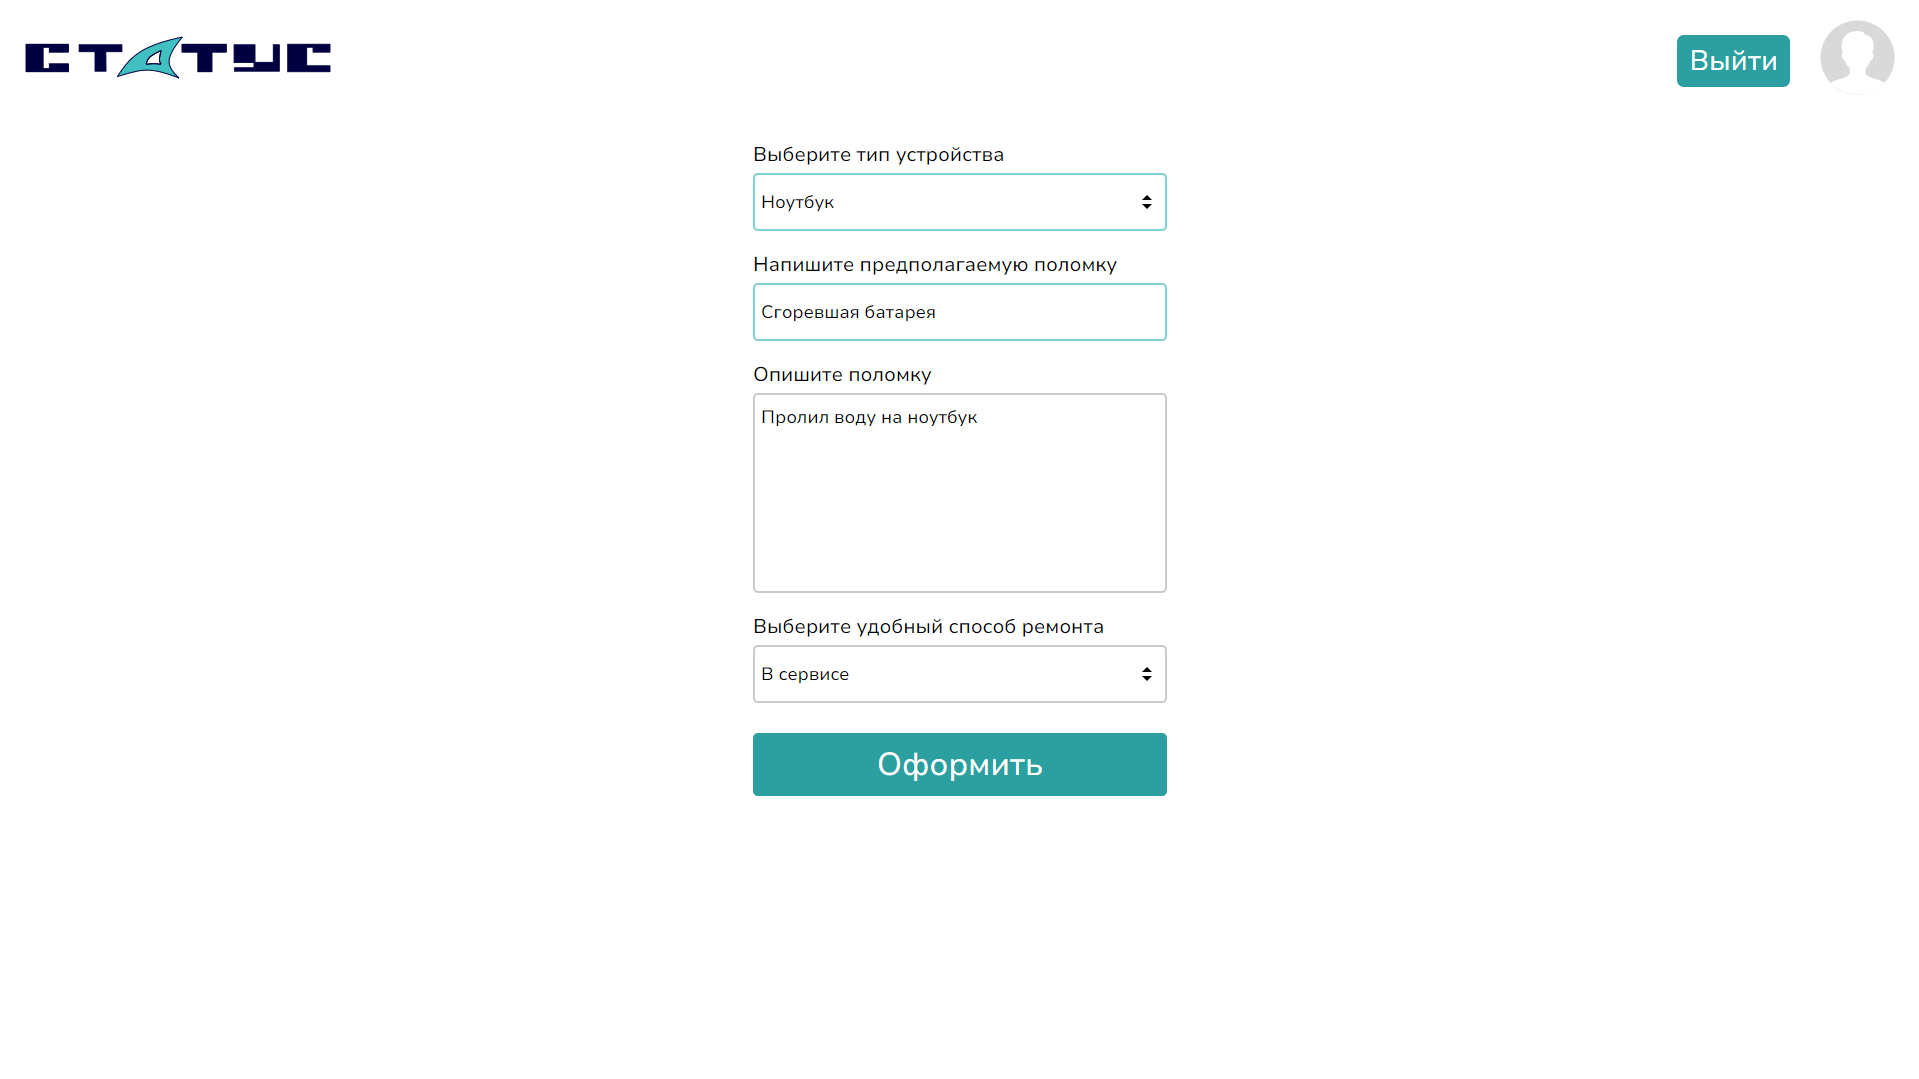 СТАТУС
Выйти
Выберите тип устройства
Ноутбук
Напишите предполагаемую поломку
Сгоревшая батарея
Опишите поломку
Пролил воду на ноутбук
Выберите удобный способ ремонта
В сервисе
Оформить